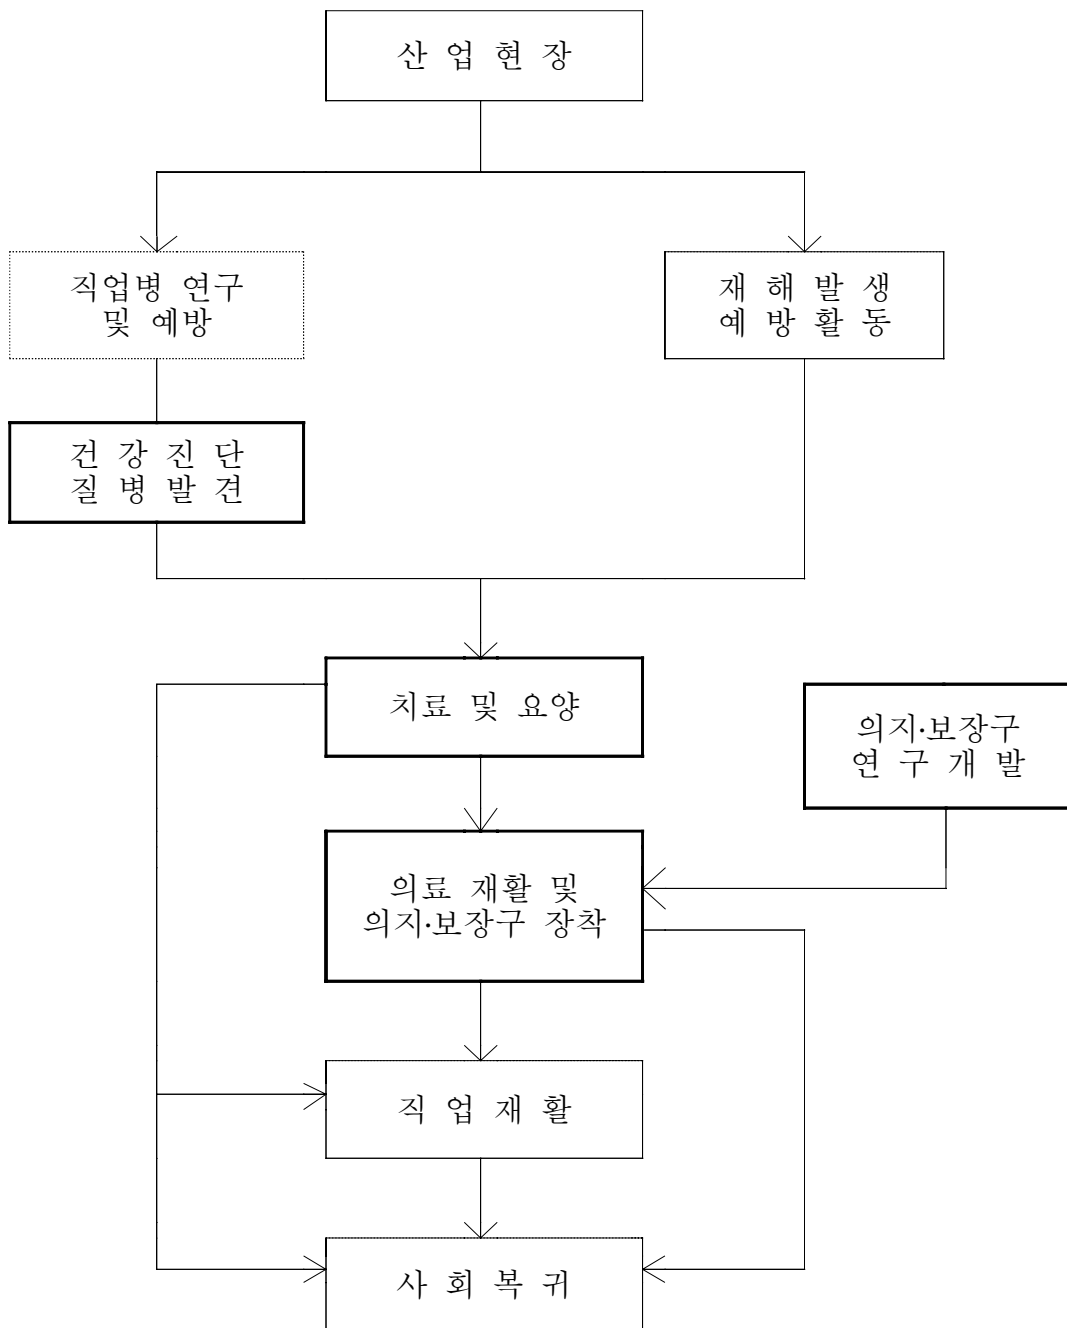 산 업 현 장
직업병 연구
및 예방
재 해 발 생
예 방 활 동
건 강 진 단
질 병 발 견
치료 및 요양
의지·보장구
연 구 개 발
의료 재활 및
의지·보장구 장착
직 업 재 활
사 회 복 귀